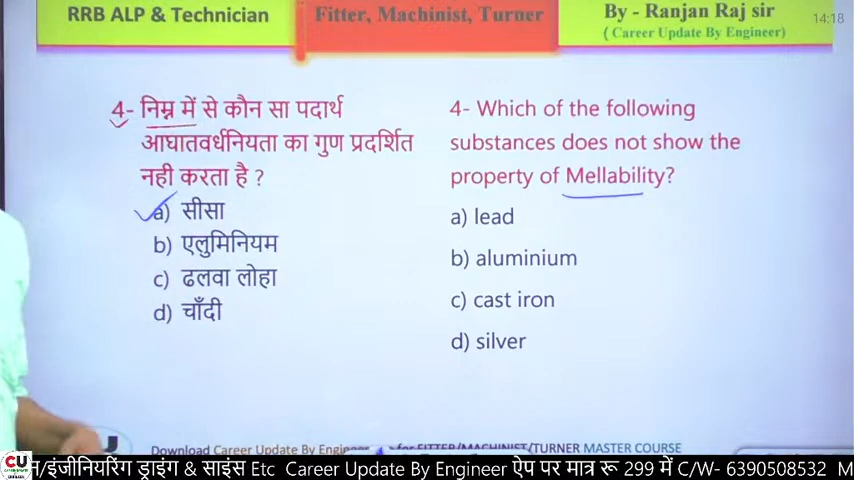 RRB ALP & Technician
Fitter, Machinist, Turner
By - Ranjan Raj sir
( Career Update By Engineer)
14:18
4- निम्न में से कौन सा पदार्थ
आघातवर्धनियता का गुण प्रदर्शित
नही करता है ?
a) सीसा
b) एलुमिनियम
c) ढलवा लोहा
d) चाँदी
4- Which of the following
substances does not show the
property of Mellability?
a) lead
b) aluminium
c) cast iron
d) silver
Download Career Update By Engineer
for FITTER/MACHINIST/TURNER MASTER COURSE
CU
न/इंजीनियरिंग ड्राइंग & साइंस Etc Career Update By Engineer ऐप पर मात्र रू 299 में C/W- 6390508532 M